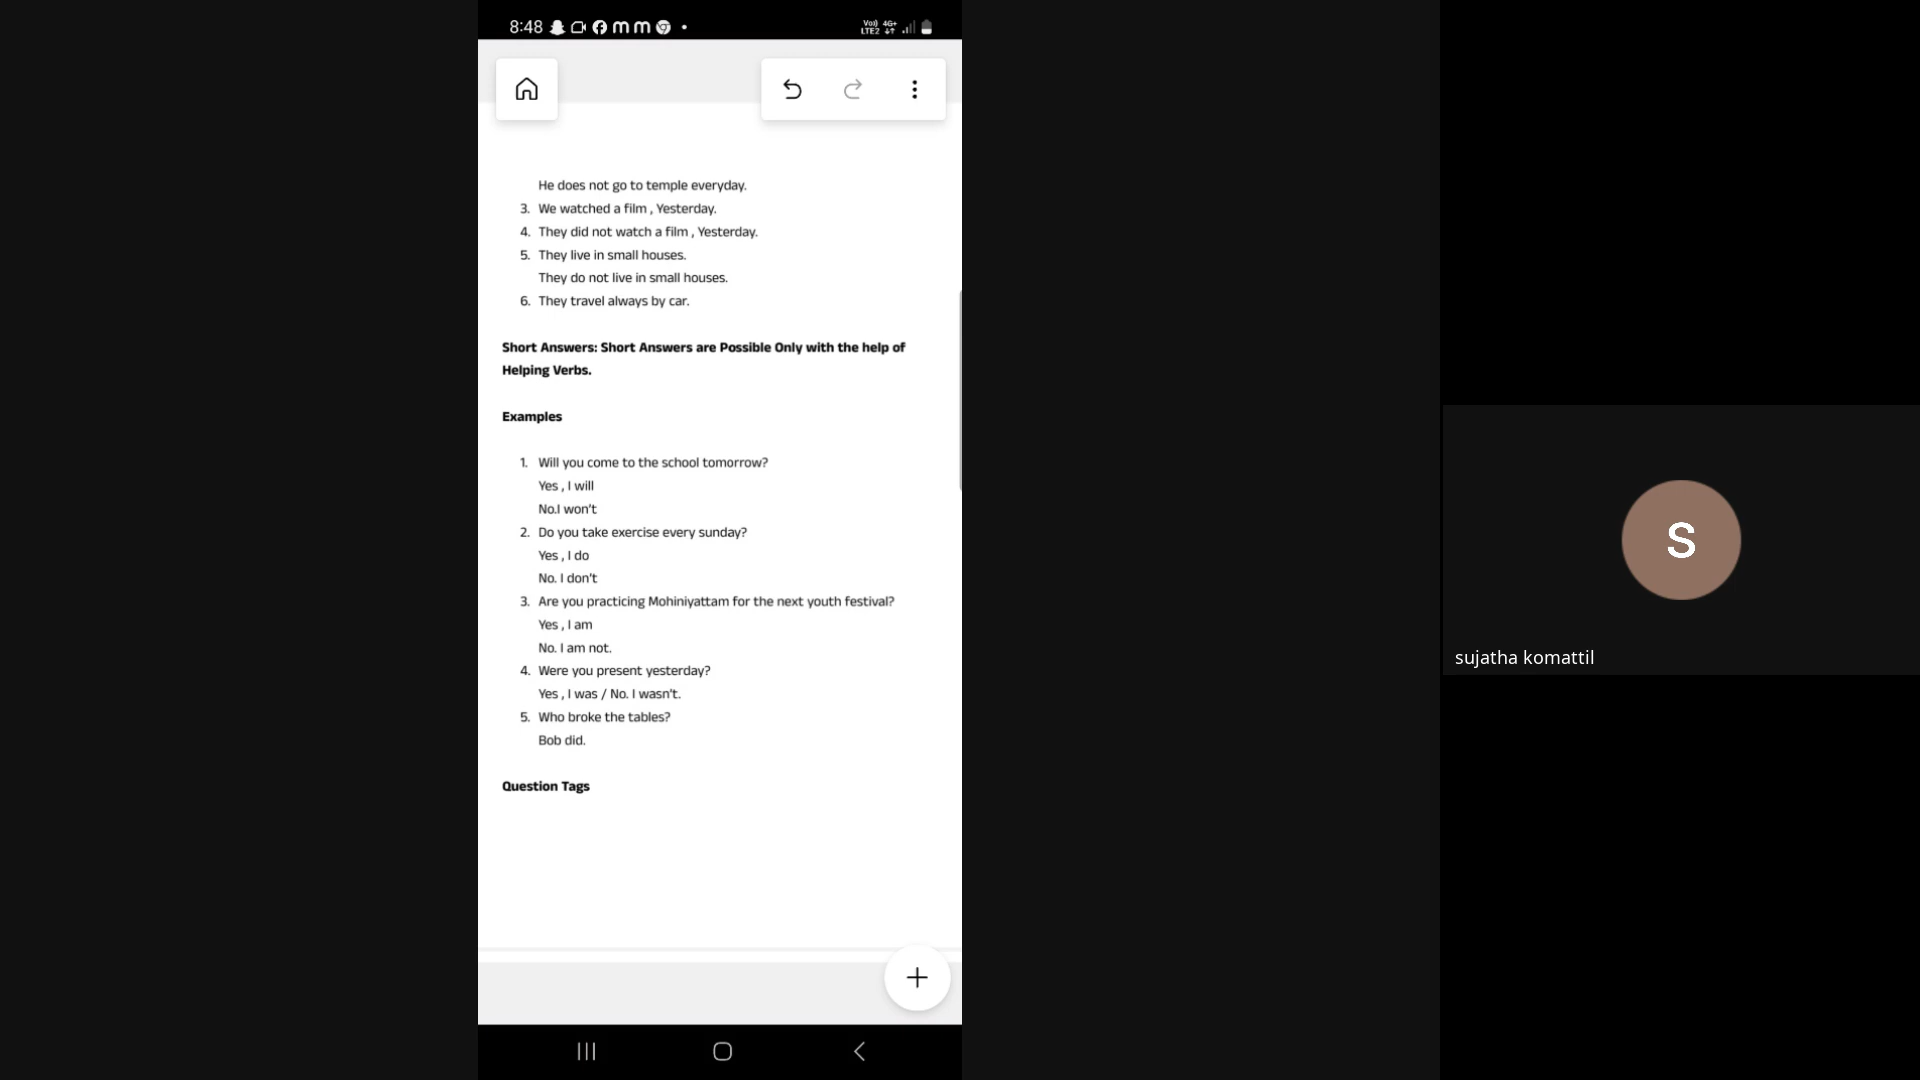 8:48
Vo)) 4G+
LTE2
He does not go to temple everyday.
3. We watched a film , Yesterday.
4. They did not watch a film , Yesterday.
5. They live in small houses.
They do not live in small houses.
6. They travel always by car.
Short Answers: Short Answers are Possible Only with the help of
Helping Verbs.
Examples
1. Will you come to the school tomorrow?
Yes , I will
No.I won't
2. Do you take exercise every sunday?
Yes , I do
No. I don't
3. Are you practicing Mohiniyattam for the next youth festival?
Yes , I am
No. I am not.
4. Were you present yesterday?
Yes , I was / No. I wasn't.
5. Who broke the tables?
Bob did.
Question Tags
S
sujatha komattil